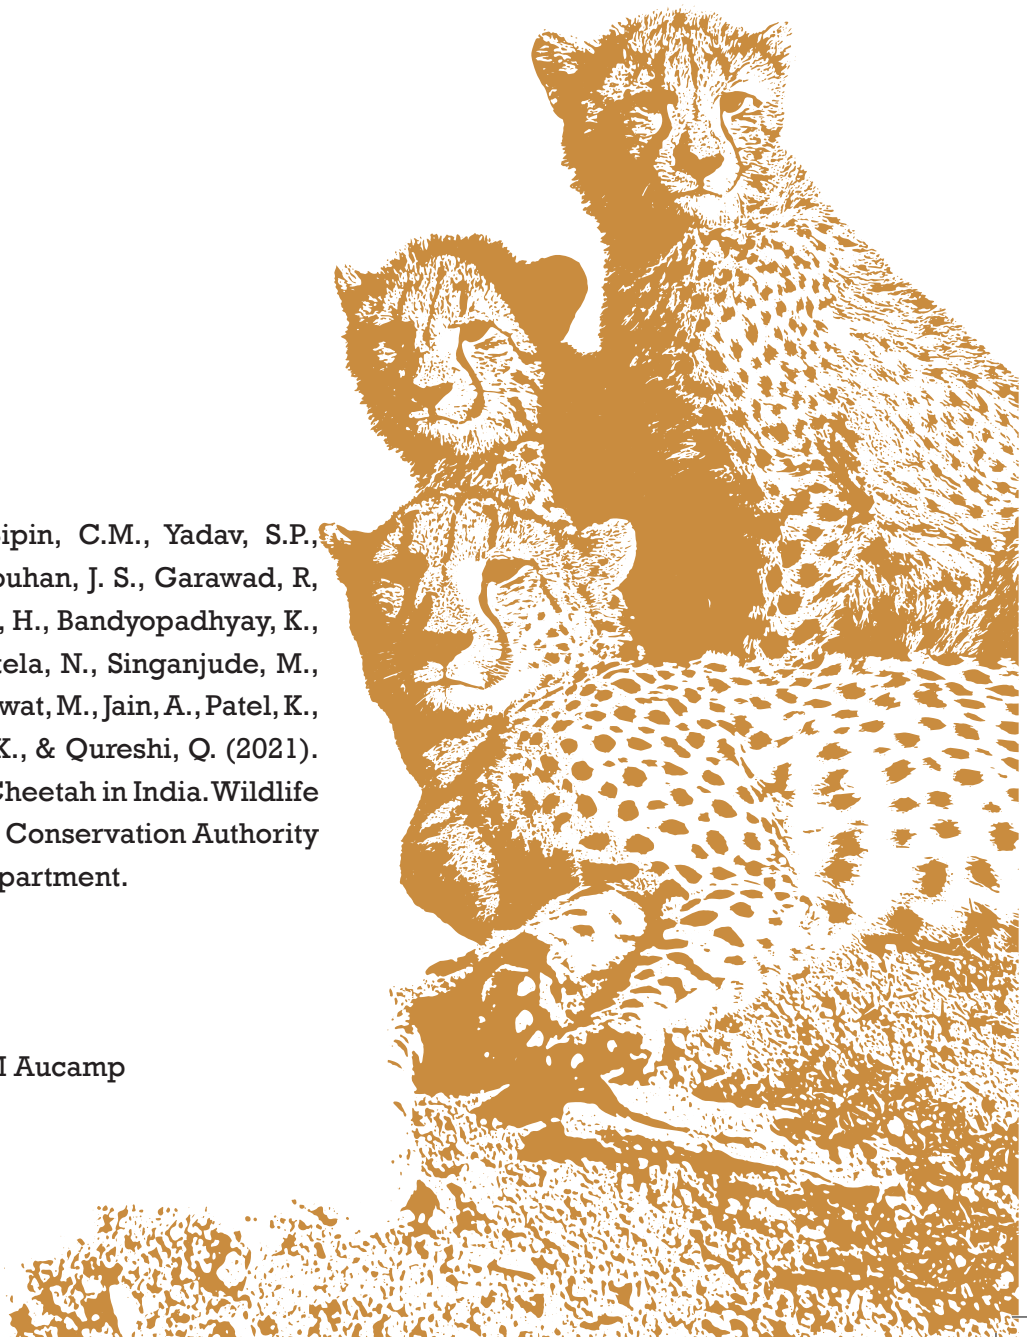 ipin, C.M., Yadav, S.P.,
ouhan, J. S., Garawad, R,
, H., Bandyopadhyay, K.,
tela, N., Singanjude, M.,
wat, M., Jain, A., Patel, K.,
K., & Qureshi, Q. (2021).
Cheetah in India. Wildlife
Conservation Authority
partment.
I Aucamp